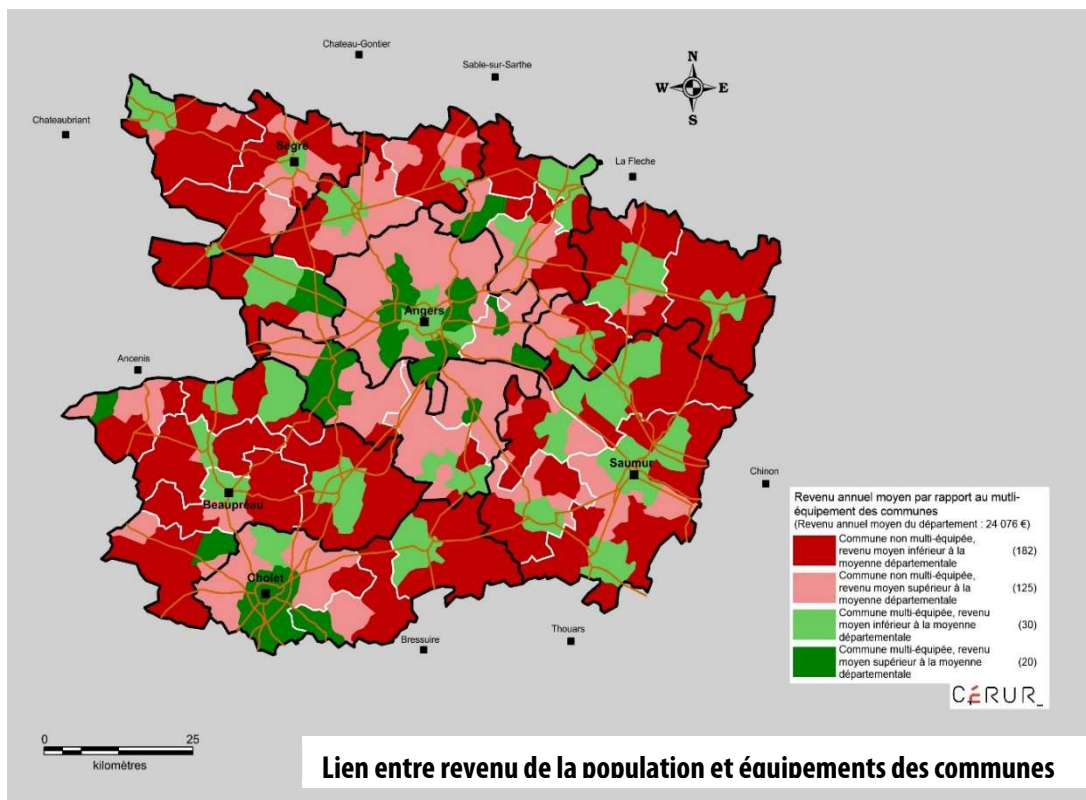 Chateau-Gontier
Sable-sur-Sarthe
N
W E
S
Chateaubriant
Segré
La Fleche
Angers
Ancenis
Saumur
Chinon
Beaupreau
Cholet
Bressuire
Thouars
Revenu annuel moyen par rapport au mutli-
équipement des communes
(Revenu annuel moyen du département : 24 076 €)
Commune non multi-équipée,
revenu moyen inférieur à la (182)
moyenne départementale
Commune non multi-équipée,
revenu moyen supérieur à la (125)
moyenne départementale
Commune multi-équipée, revenu
moyen inférieur à la moyenne (30)
départementale
Commune multi-équipée, revenu
moyen supérieur à la moyenne (20)
départementale
CÉRUR_
0 25
kilomètres
Lien entre revenu de la population et équipements des communes